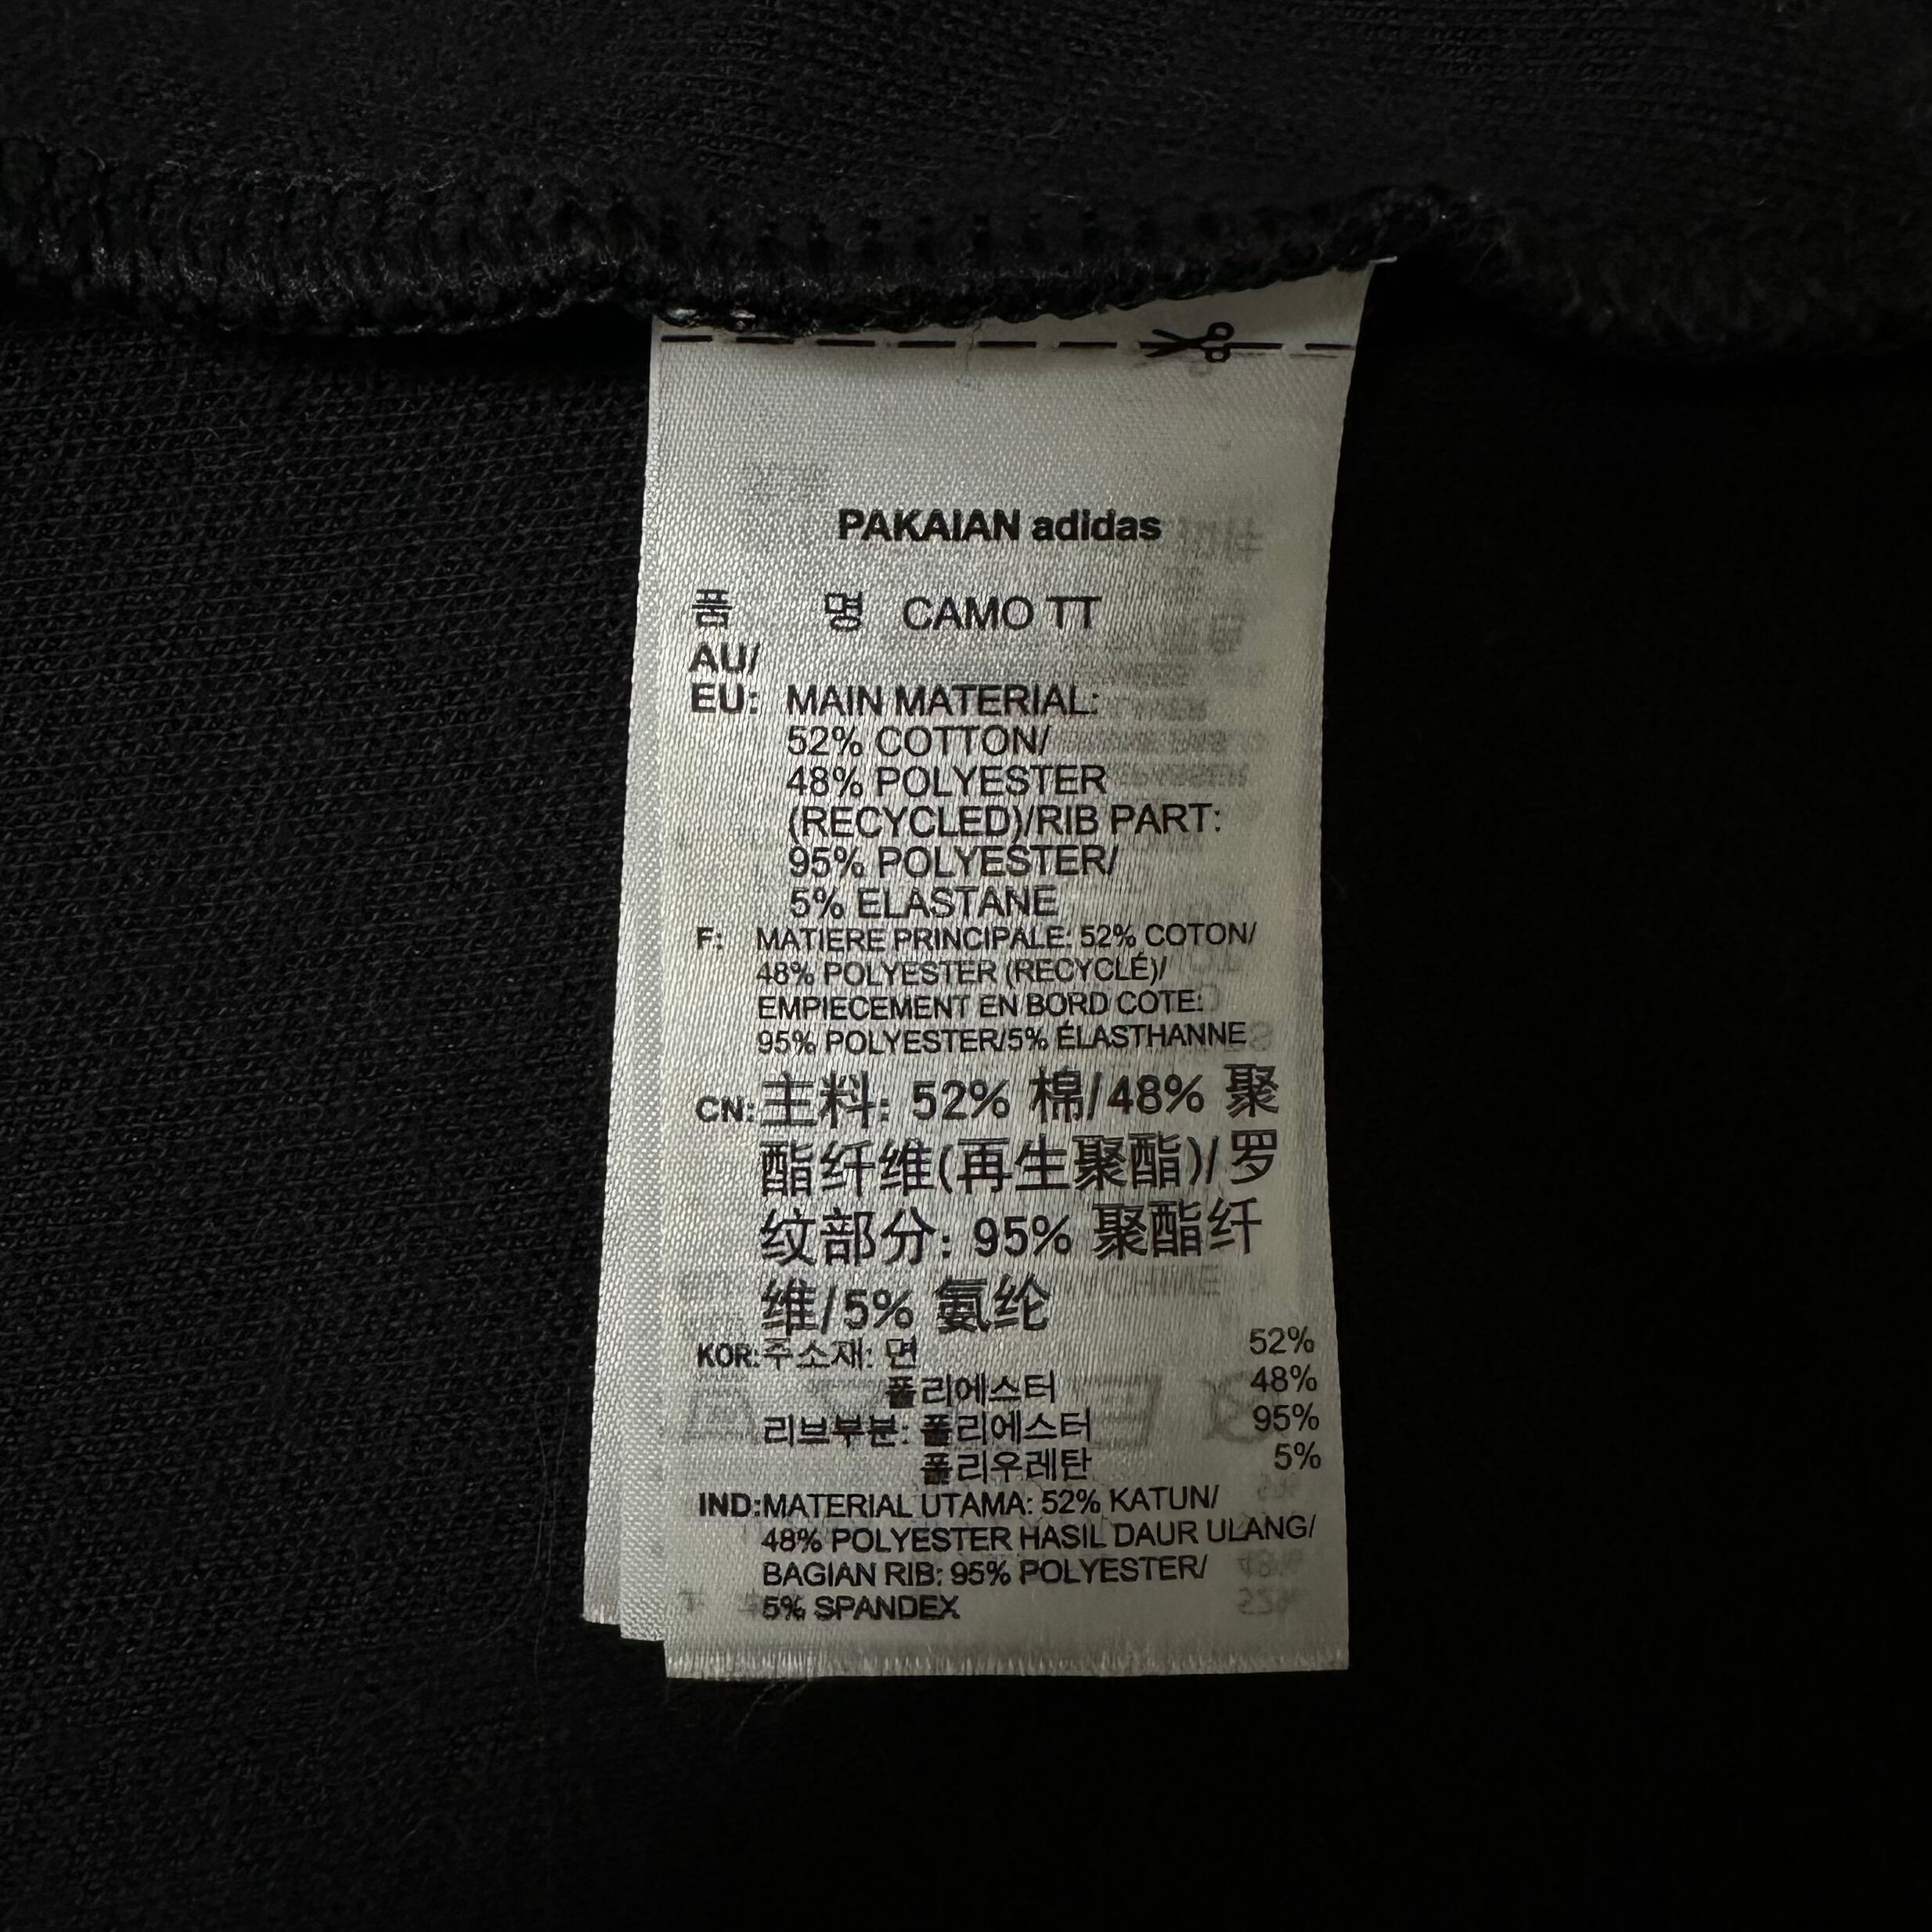 PAKAIAN adidas
품 명 CAMO TT
AU/
EU: MAIN MATERIAL:
52% COTTON/
48% POLYESTER
(RECYCLED)/RIB PART:
95% POLYESTER/
5% ELASTANE
F: MATIERE PRINCIPALE: 52% COTON/
48% POLYESTER (RECYCLÉ)/
EMPIECEMENT EN BORD COTE:
95% POLYESTER/5% ÉLASTHANNE
CN: 主料: 52% 棉/48% 聚
酯纤维(再生聚酯)/罗
纹部分: 95% 聚酯纤
维/5% 氨纶
KOR: 주소재: 면 52%
폴리에스터 48%
리브부분: 폴리에스터 95%
폴리우레탄 5%
IND: MATERIAL UTAMA: 52% KATUN/
48% POLYESTER HASIL DAUR ULANG/
BAGIAN RIB: 95% POLYESTER/
5% SPANDEX